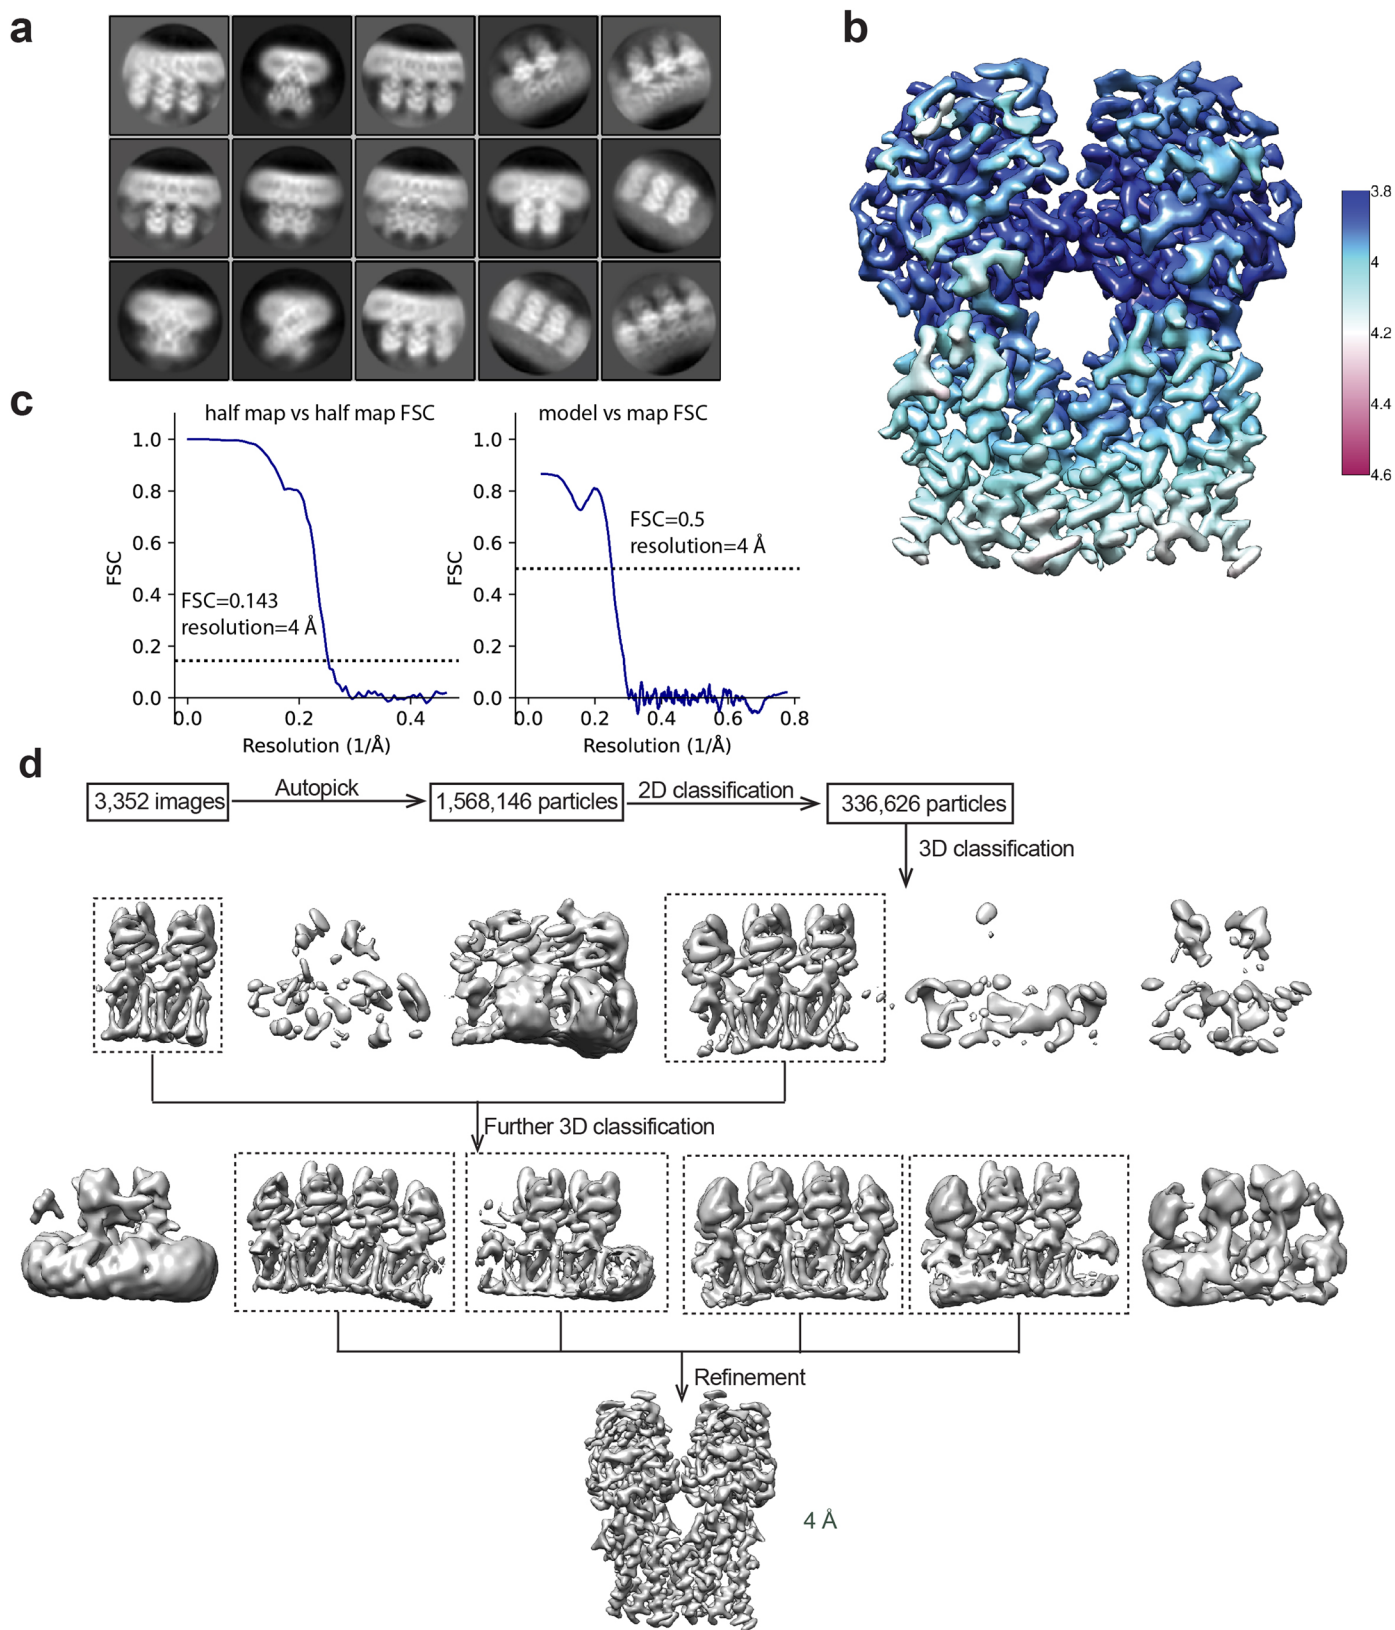 a
b
3.8
4
4.2
4.4
4.6
c
half map vs half map FSC
1.0
0.8
0.6
0.4
0.2
0.0
FSC
FSC=0.143
resolution=4 Å
0.0
0.2
0.4
Resolution (1/Å)
model vs map FSC
1.0
0.8
0.6
0.4
0.2
0.0
FSC
FSC=0.5
resolution=4 Å
0.0
0.2
0.4
0.6
0.8
Resolution (1/Å)
d
3,352 images
Autopick
1,568,146 particles
2D classification
336,626 particles
3D classification
Further 3D classification
Refinement
4 Å